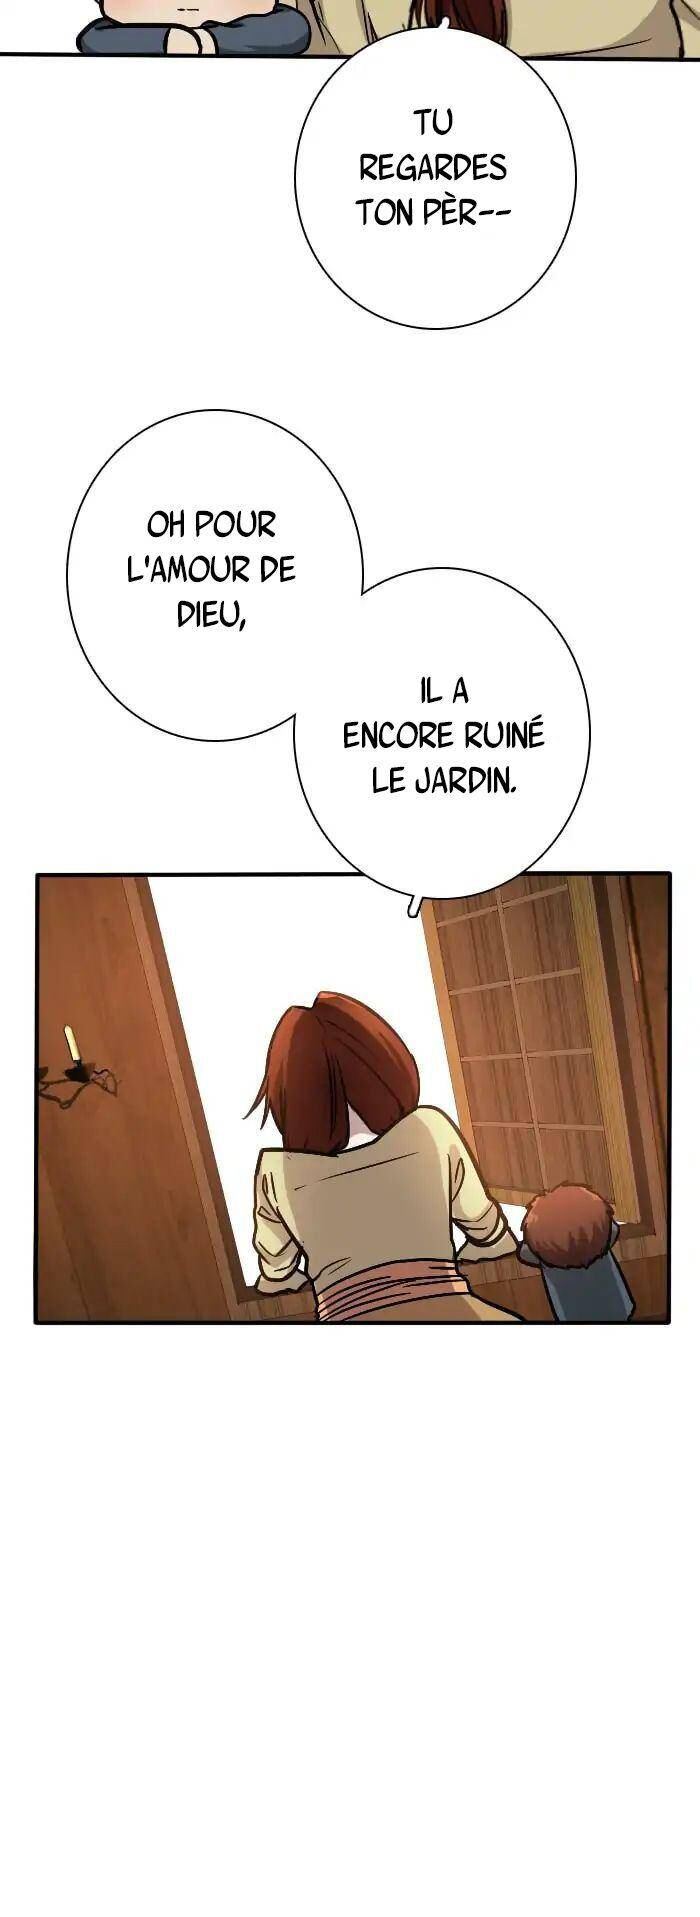 TU
REGARDES
TON PÈR--
OH POUR
L'AMOUR DE
DIEU,
IL A
ENCORE RUINÉ
LE JARDIN.